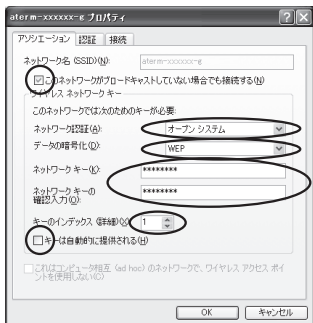 aterm-xxxxxx-g プロパティ
アソシエーション 認証 接続
ネットワーク名 (SSID)(N): aterm-xxxxxx-g
このネットワークがブロードキャストしていない場合でも接続する(N)
ワイヤレス ネットワーク キー
このネットワークでは次のためのキーが必要:
ネットワーク認証(A): オープン システム
データの暗号化(D): WEP
ネットワーク キー(K): ********
ネットワーク キーの
確認入力(O): ********
キーのインデックス (詳細)(X): 1
キーは自動的に提供される(H)
これはコンピュータ相互 (ad hoc) のネットワークで、ワイヤレス アクセス ポイ
ントを使用しない(C)
OK キャンセル